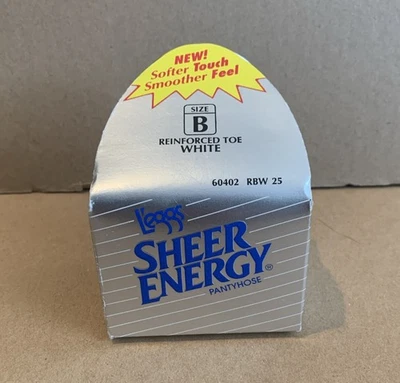 NEW!
Softer Touch
Smoother Feel
SIZE
B
REINFORCED TOE
WHITE
60402 RBW 25
L'eggs
SHEER
ENERGY®
PANTYHOSE